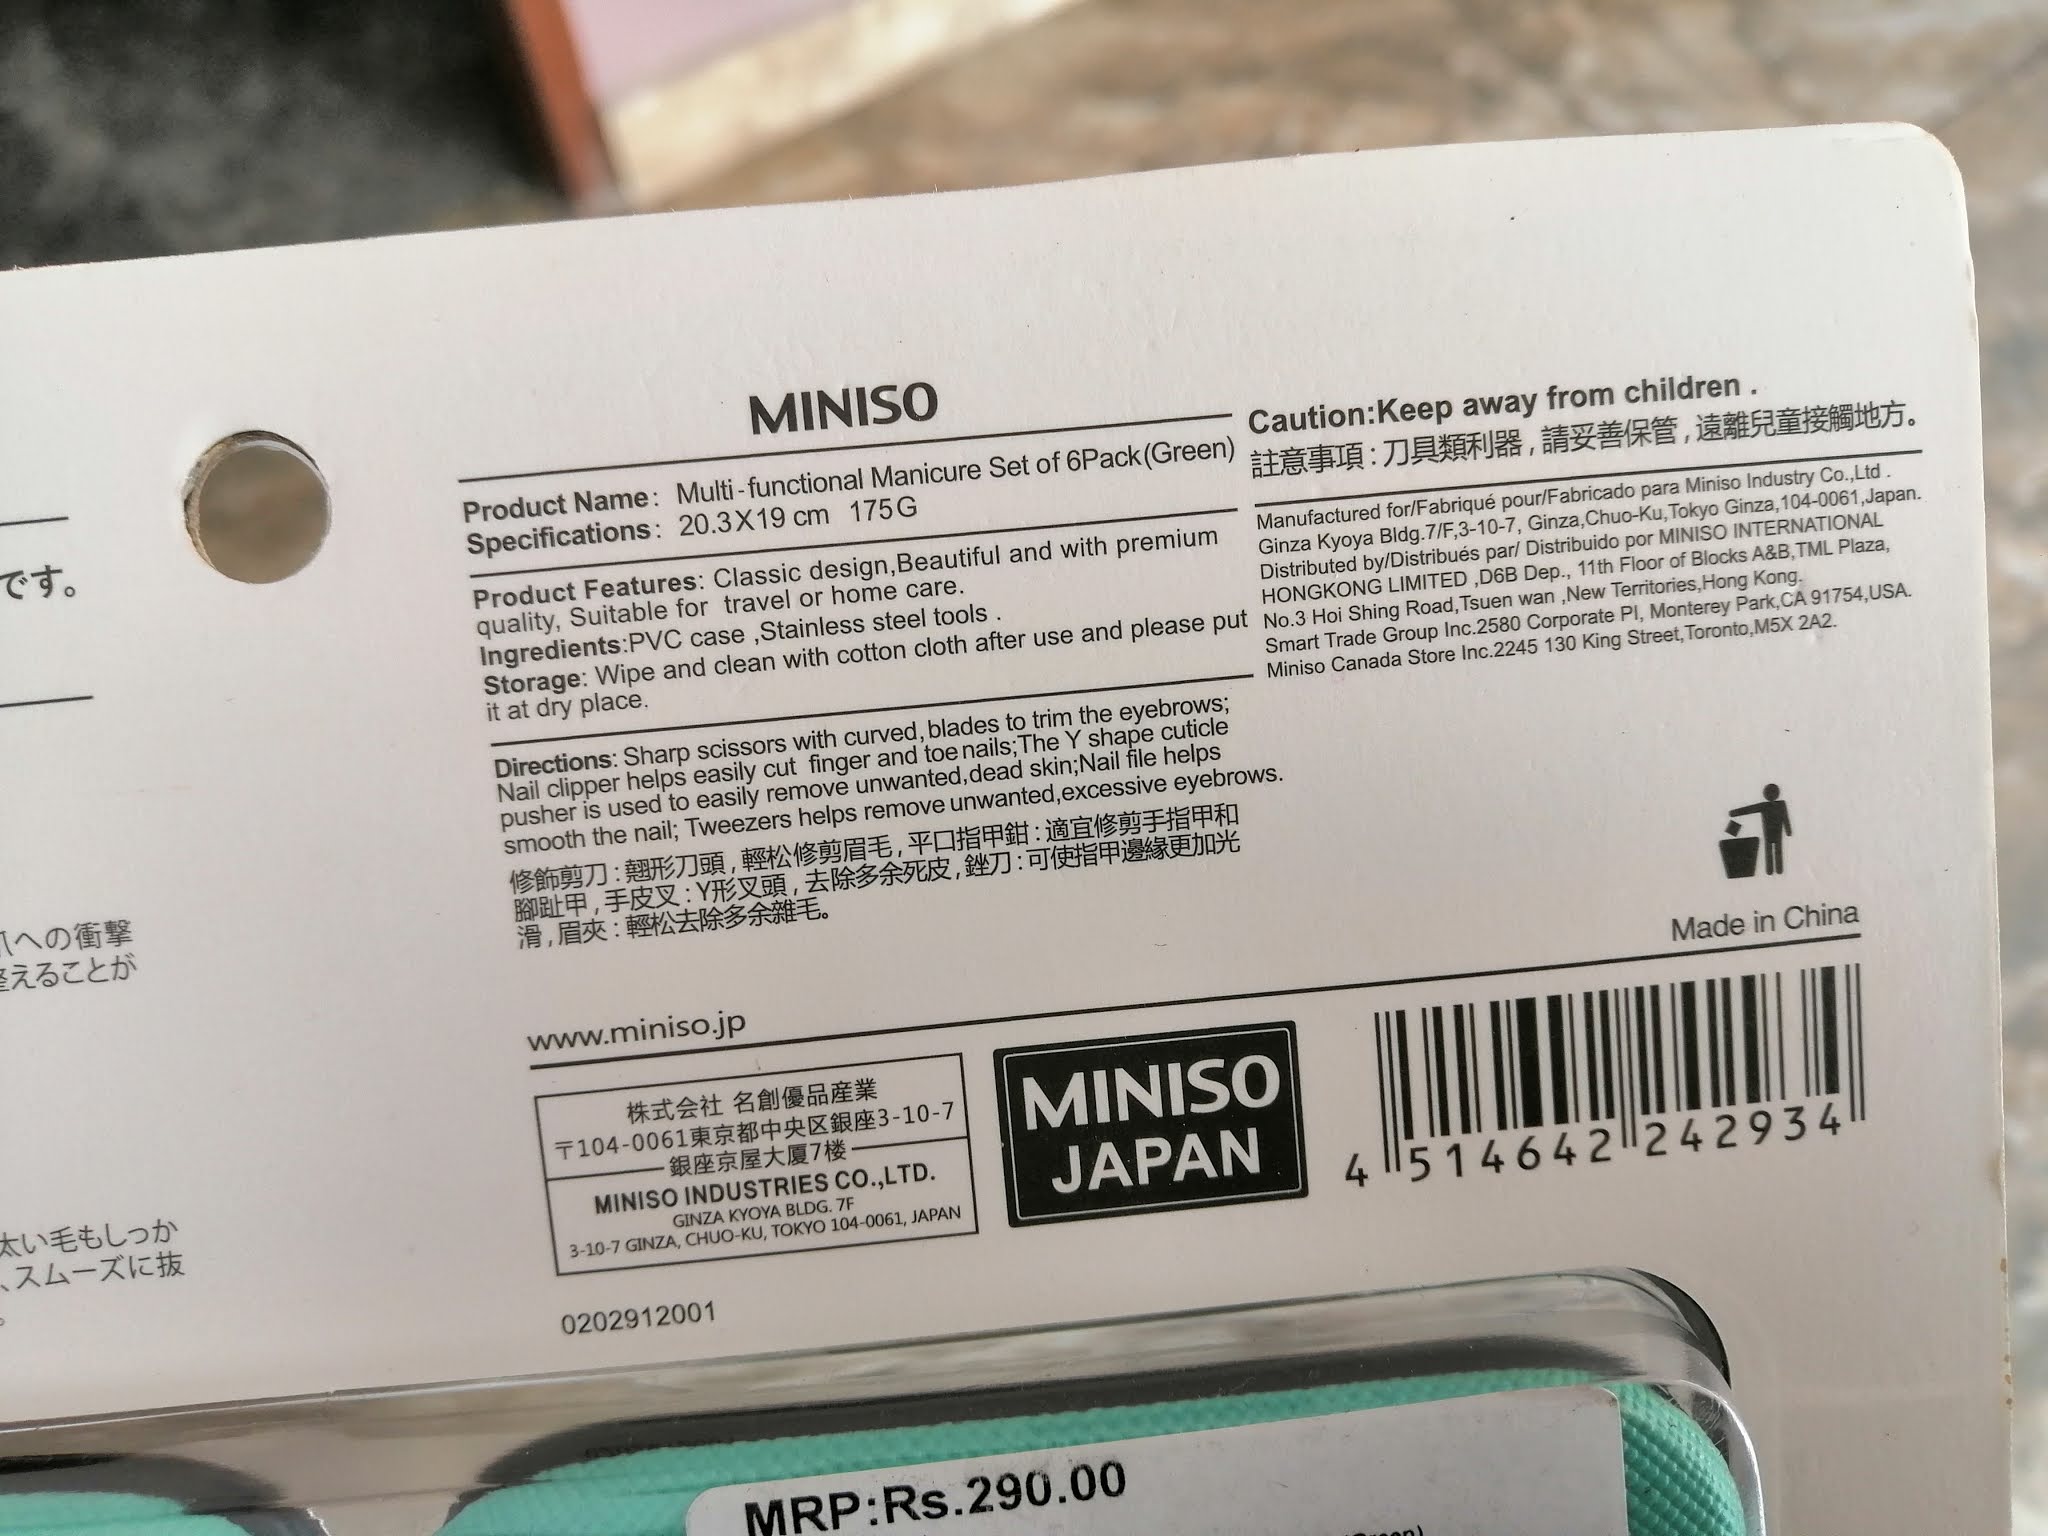 です。
への衝撃
えることが
太い毛もしっか
、スムーズに抜
。
MINISO
Product Name: Multi-functional Manicure Set of 6Pack(Green)
Specifications: 20.3X19 cm 175G
Product Features: Classic design,Beautiful and with premium
quality, Suitable for travel or home care.
Ingredients:PVC case ,Stainless steel tools .
Storage: Wipe and clean with cotton cloth after use and please put
it at dry place.
Directions: Sharp scissors with curved,blades to trim the eyebrows;
Nail clipper helps easily cut finger and toe nails;The Y shape cuticle
pusher is used to easily remove unwanted,dead skin;Nail file helps
smooth the nail; Tweezers helps remove unwanted,excessive eyebrows.
修飾剪刀:翹形刀頭,輕松修剪眉毛,平口指甲鉗:適宜修剪手指甲和
腳趾甲,手皮叉:Y形叉頭,去除多余死皮,銼刀:可使指甲邊緣更加光
滑,眉夾:輕松去除多余雜毛。
Caution:Keep away from children .
註意事項:刀具類利器,請妥善保管,遠離兒童接觸地方。
Manufactured for/Fabriqué pour/Fabricado para Miniso Industry Co.,Ltd .
Ginza Kyoya Bldg.7/F,3-10-7, Ginza,Chuo-Ku,Tokyo Ginza,104-0061,Japan.
Distributed by/Distribués par/ Distribuido por MINISO INTERNATIONAL
HONGKONG LIMITED ,D6B Dep., 11th Floor of Blocks A&B,TML Plaza,
No.3 Hoi Shing Road,Tsuen wan ,New Territories,Hong Kong.
Smart Trade Group Inc.2580 Corporate Pl, Monterey Park,CA 91754,USA.
Miniso Canada Store Inc.2245 130 King Street,Toronto,M5X 2A2.
Made in China
www.miniso.jp
株式会社 名創優品産業
〒104-0061東京都中央区銀座3-10-7
銀座京屋大厦7楼
MINISO INDUSTRIES CO.,LTD.
GINZA KYOYA BLDG. 7F
3-10-7 GINZA, CHUO-KU, TOKYO 104-0061, JAPAN
MINISO
JAPAN
4 514642 242934
0202912001
MRP:Rs.290.00